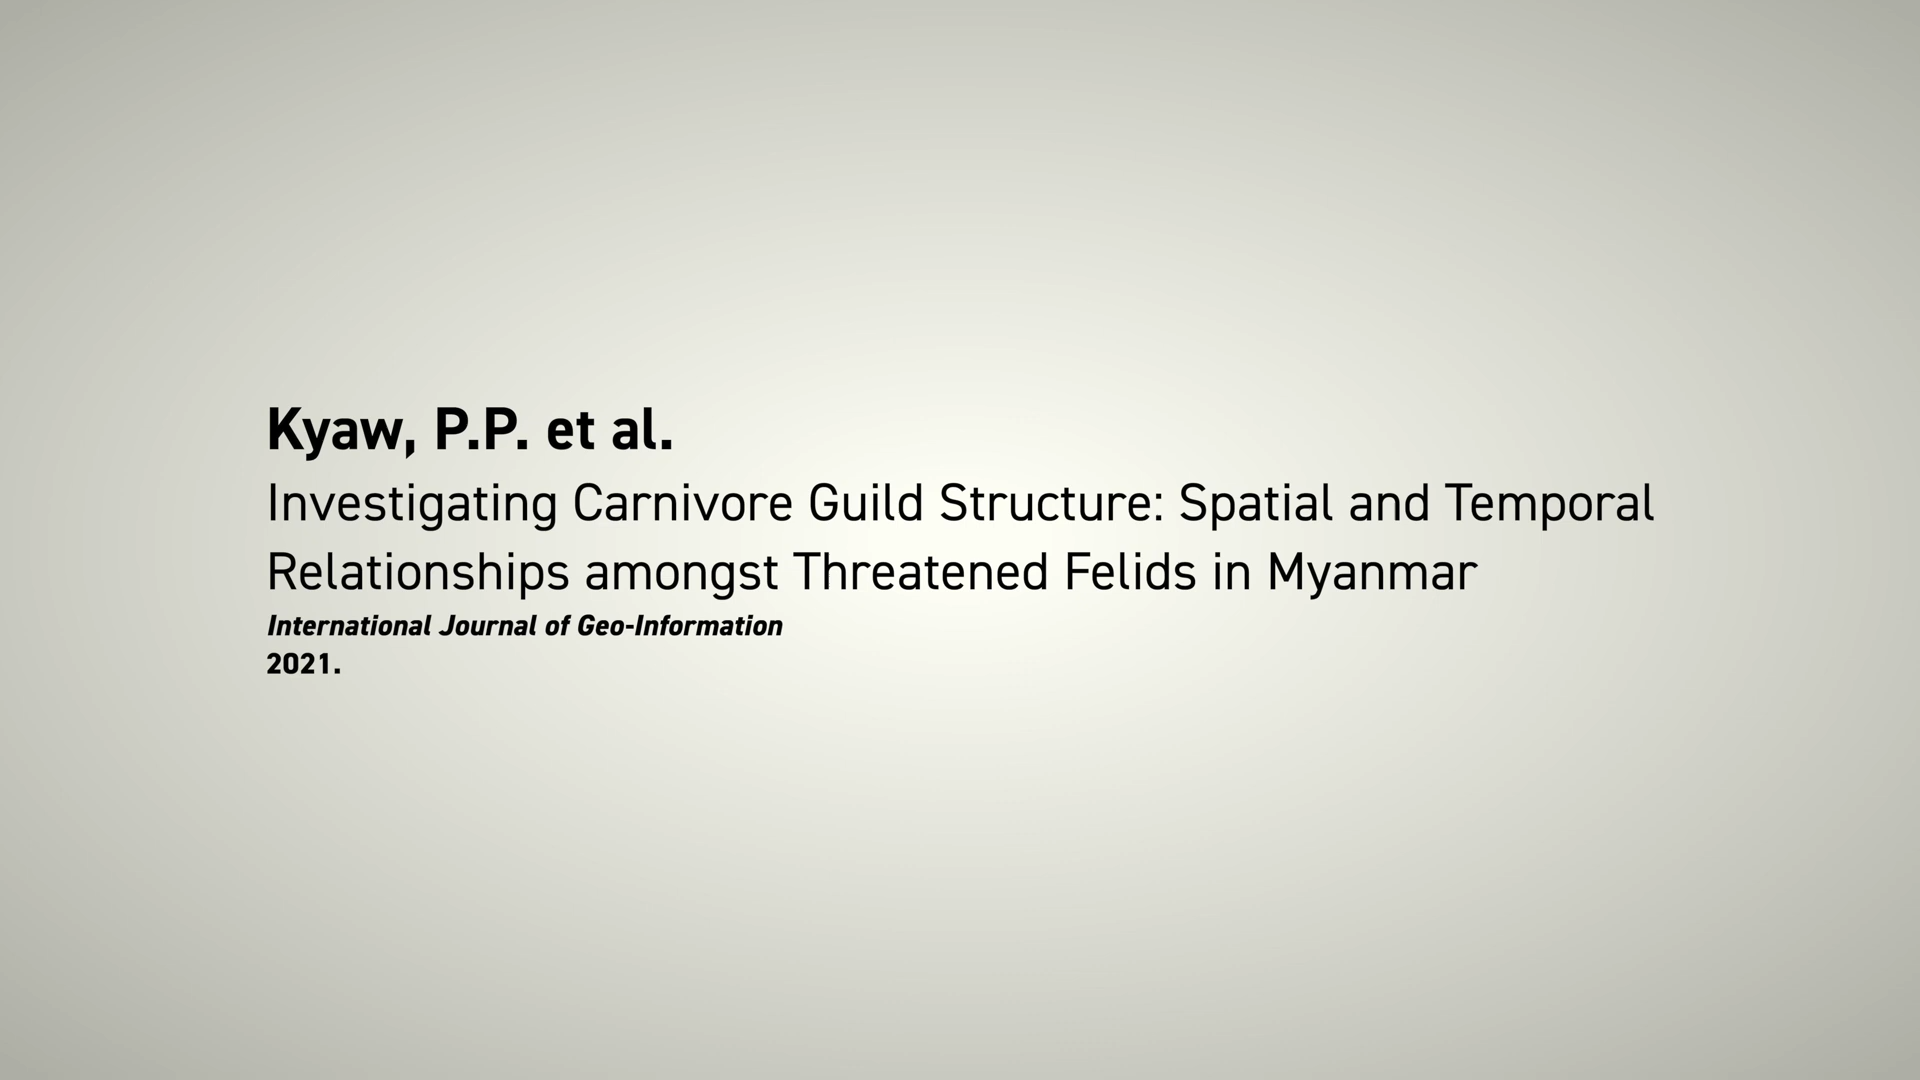 Kyaw, P.P. et al.
Investigating Carnivore Guild Structure: Spatial and Temporal
Relationships amongst Threatened Felids in Myanmar
International Journal of Geo-Information
2021.